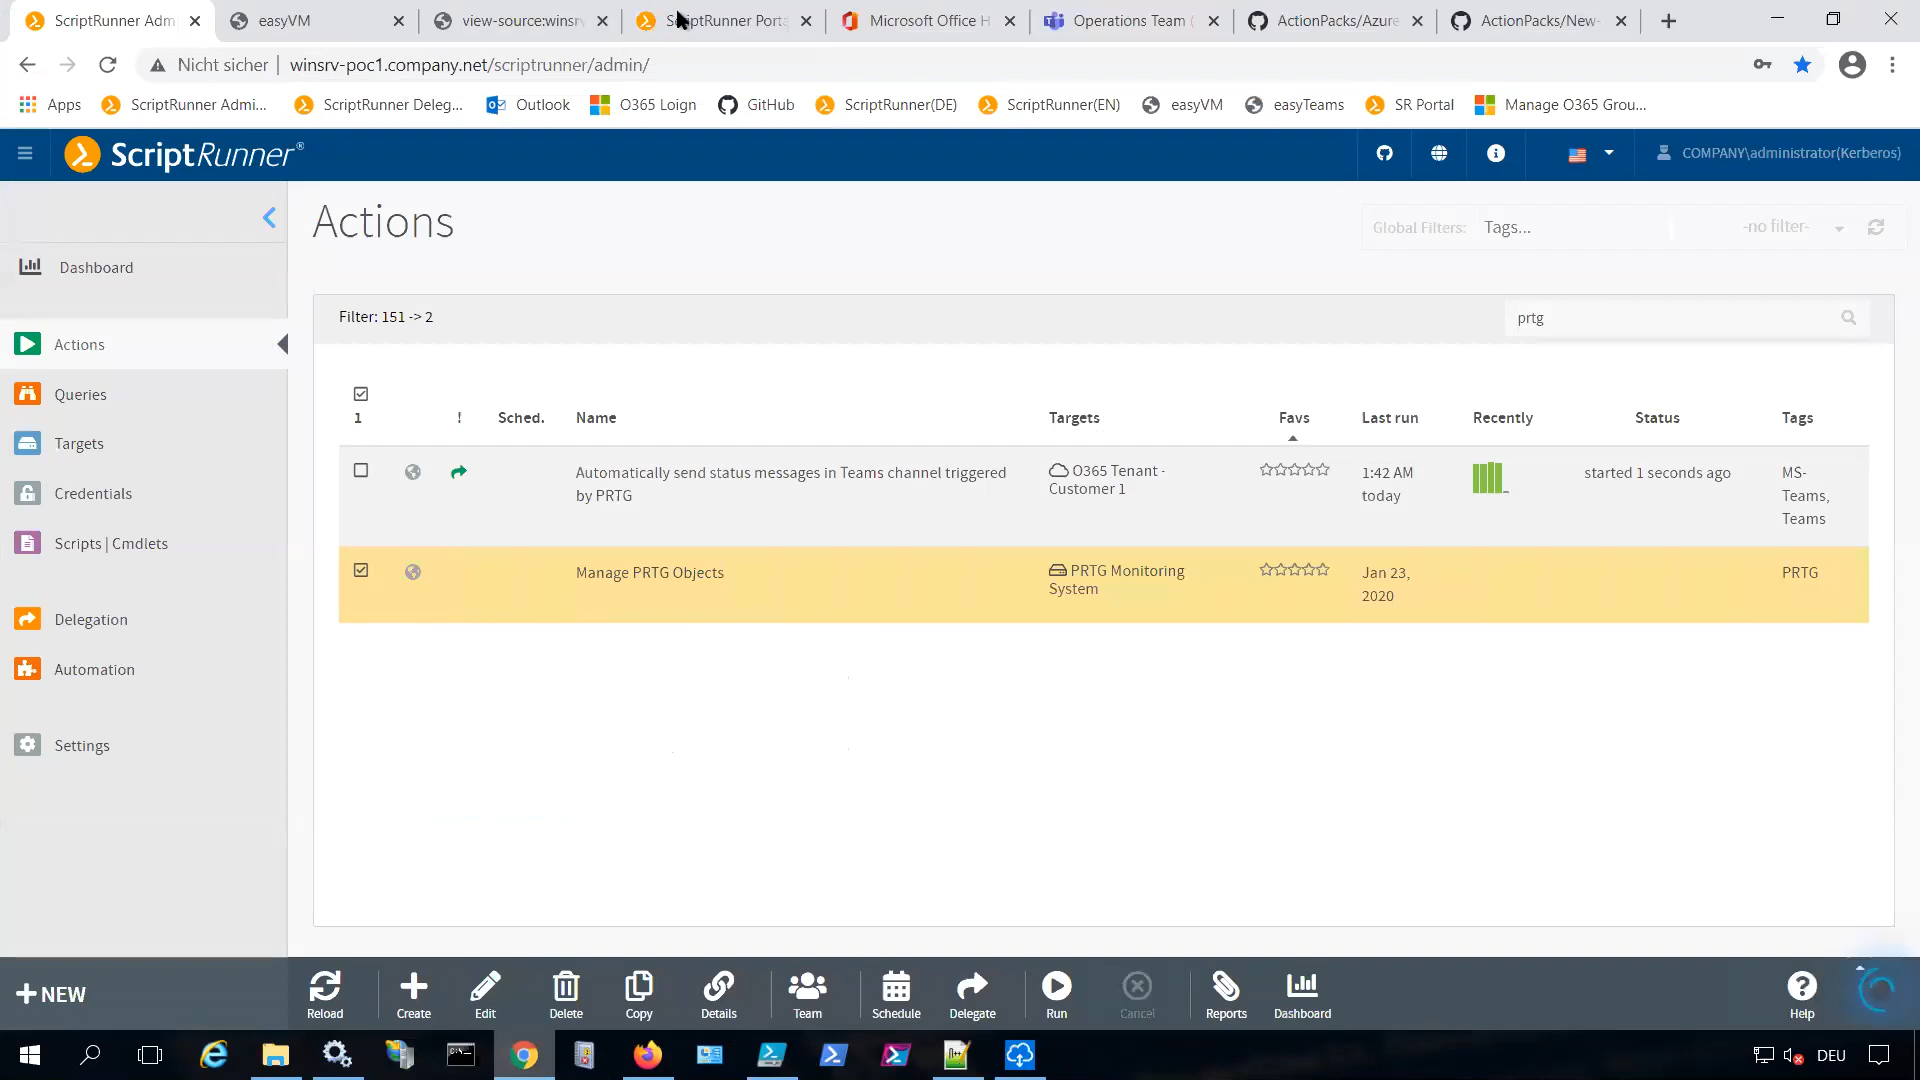 ScriptRunner Adm
easyVM
view-source:winsr
ScriptRunner Porta
Microsoft Office H
Operations Team (
ActionPacks/Azure
ActionPacks/New-
Nicht sicher | winsrv-poc1.company.net/scriptrunner/admin/
Apps
ScriptRunner Admi...
ScriptRunner Deleg...
Outlook
O365 Loign
GitHub
ScriptRunner(DE)
ScriptRunner(EN)
easyVM
easyTeams
SR Portal
Manage O365 Grou...
ScriptRunner®
COMPANY\administrator(Kerberos)
Actions
Global Filters:
Tags...
-no filter-
Dashboard
Actions
Queries
Targets
Credentials
Scripts | Cmdlets
Delegation
Automation
Settings
Filter: 151 -> 2
prtg
1
!
Sched.
Name
Targets
Favs
Last run
Recently
Status
Tags
Automatically send status messages in Teams channel triggered
by PRTG
O365 Tenant -
Customer 1
1:42 AM
today
started 1 seconds ago
MS-
Teams,
Teams
Manage PRTG Objects
PRTG Monitoring
System
Jan 23,
2020
PRTG
+ NEW
Reload
Create
Edit
Delete
Copy
Details
Team
Schedule
Delegate
Run
Cancel
Reports
Dashboard
Help
DEU